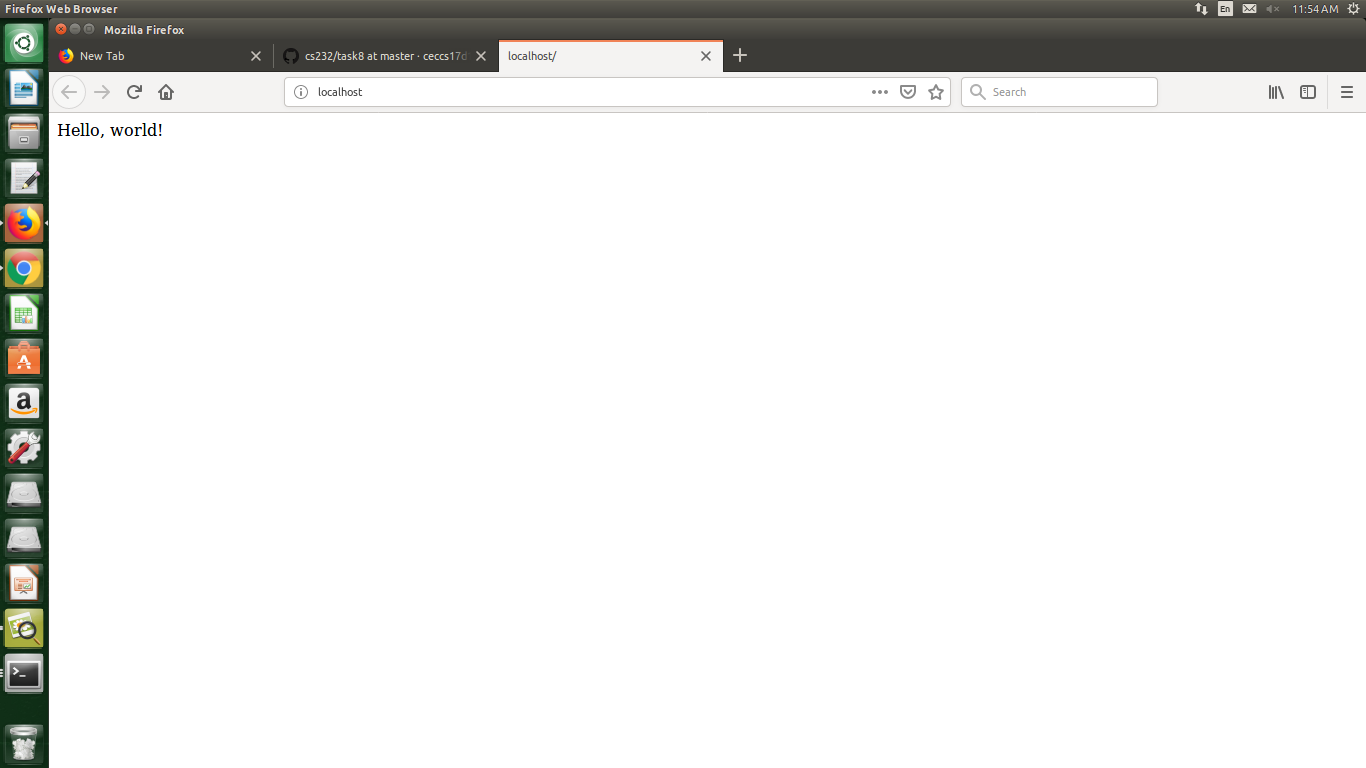 Firefox Web Browser
En
11:54 AM
Mozilla Firefox
New Tab
cs232/task8 at master · ceccs17d
localhost/
localhost
Search
Hello, world!